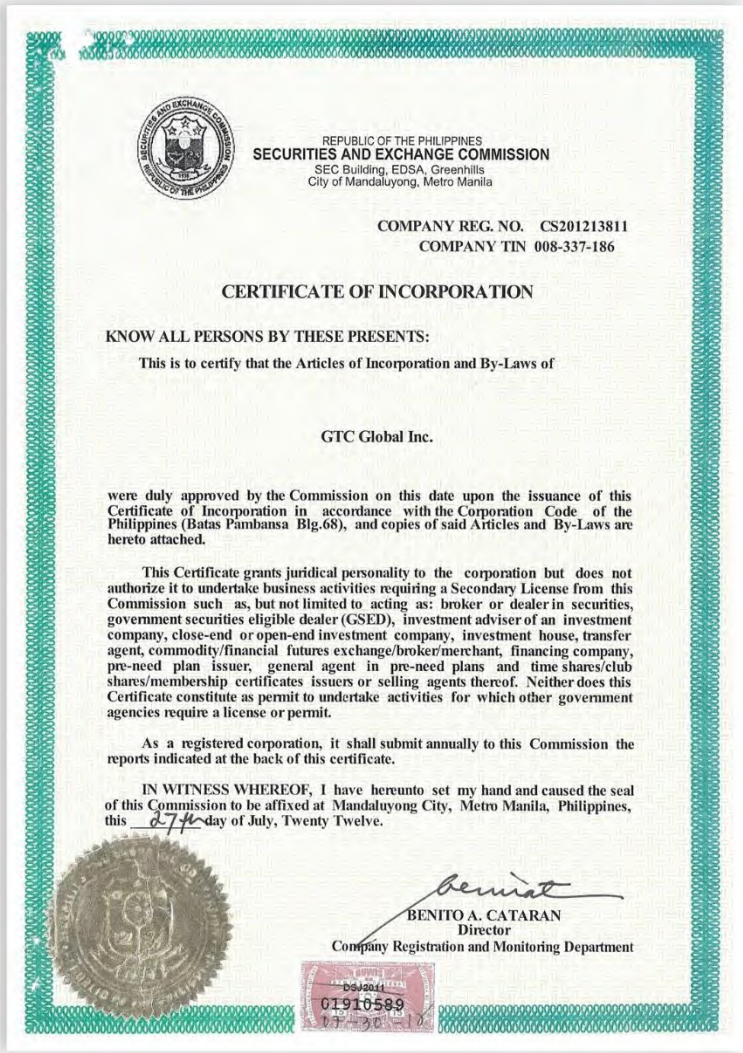 SECURITIES AND EXCHANGE COMMISSION
REPUBLIC OF THE PHILIPPINES
REPUBLIC OF THE PHILIPPINES
SECURITIES AND EXCHANGE COMMISSION
SEC Building, EDSA, Greenhills
City of Mandaluyong, Metro Manila
COMPANY REG. NO. CS201213811
COMPANY TIN 008-337-186
CERTIFICATE OF INCORPORATION
KNOW ALL PERSONS BY THESE PRESENTS:
This is to certify that the Articles of Incorporation and By-Laws of
GTC Global Inc.
were duly approved by the Commission on this date upon the issuance of this
Certificate of Incorporation in accordance with the Corporation Code of the
Philippines (Batas Pambansa Blg.68), and copies of said Articles and By-Laws are
hereto attached.
This Certificate grants juridical personality to the corporation but does not
authorize it to undertake business activities requiring a Secondary License from this
Commission such as, but not limited to acting as: broker or dealer in securities,
government securities eligible dealer (GSED), investment adviser of an investment
company, close-end or open-end investment company, investment house, transfer
agent, commodity/financial futures exchange/broker/merchant, financing company,
pre-need plan issuer, general agent in pre-need plans and time shares/club
shares/membership certificates issuers or selling agents thereof. Neither does this
Certificate constitute as permit to undertake activities for which other government
agencies require a license or permit.
As a registered corporation, it shall submit annually to this Commission the
reports indicated at the back of this certificate.
IN WITNESS WHEREOF, I have hereunto set my hand and caused the seal
of this Commission to be affixed at Mandaluyong City, Metro Manila, Philippines,
this 27th day of July, Twenty Twelve.
BENITO A. CATARAN
Director
Company Registration and Monitoring Department
DSJ2011
01910589
07-30-12